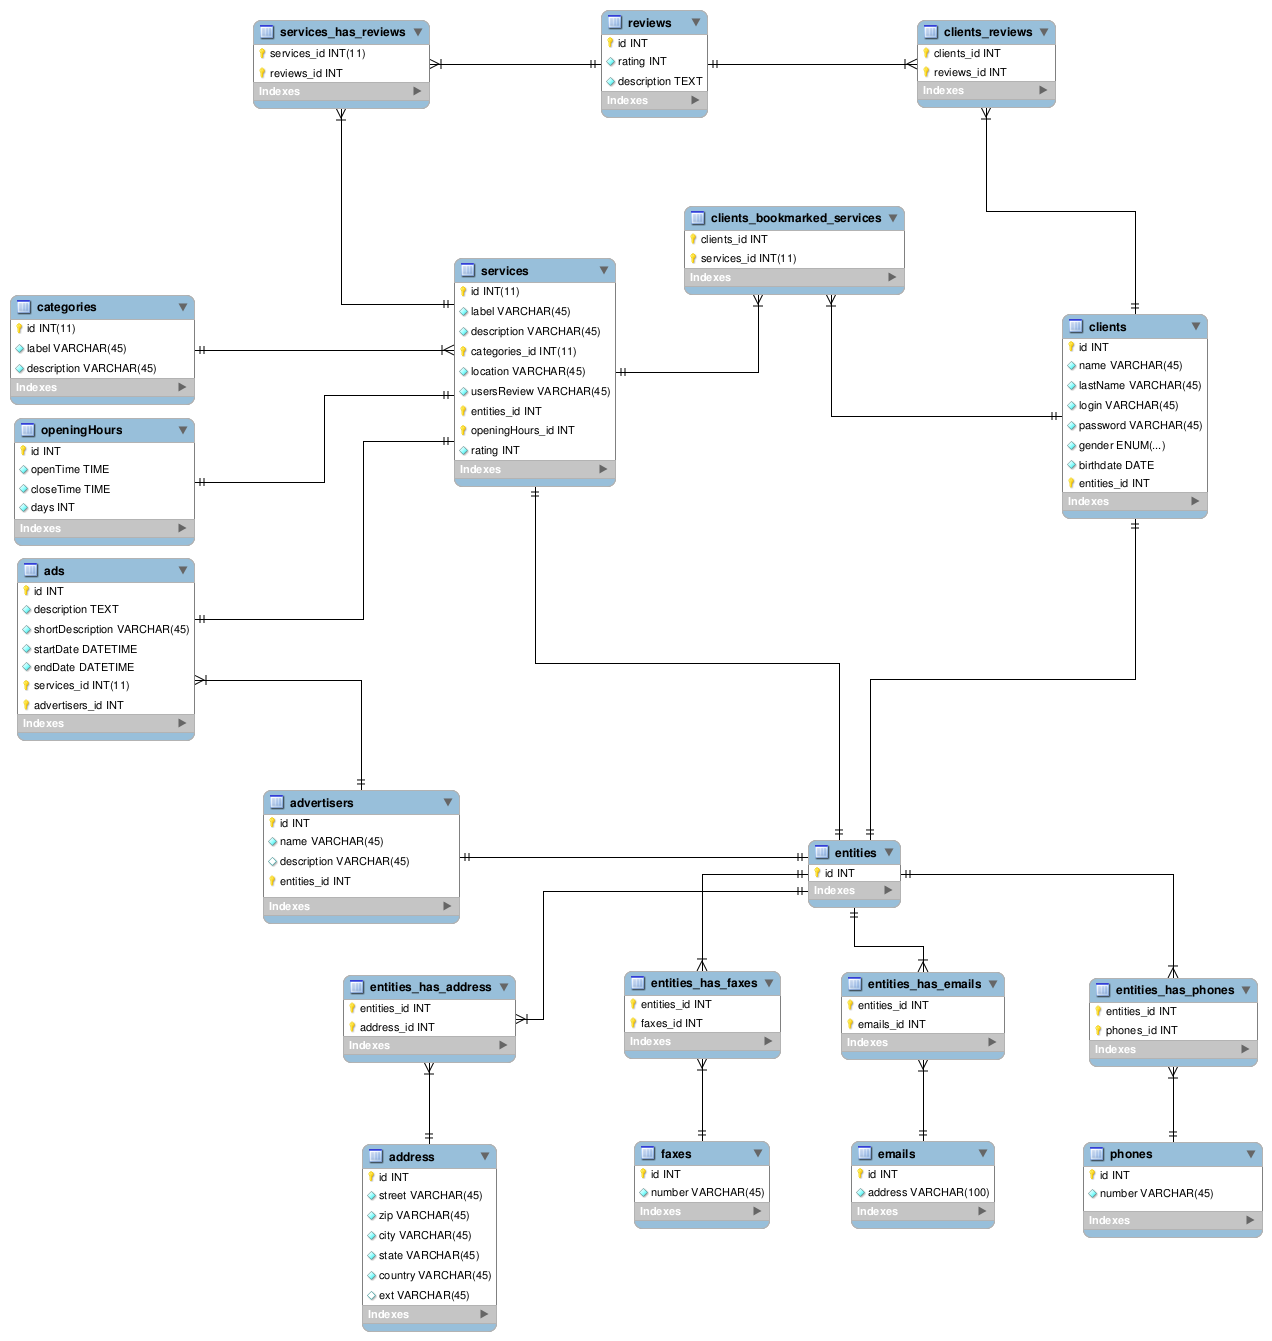 services_has_reviews
services_id INT(11)
reviews_id INT
Indexes
reviews
id INT
rating INT
description TEXT
Indexes
clients_reviews
clients_id INT
reviews_id INT
Indexes
clients_bookmarked_services
clients_id INT
services_id INT(11)
Indexes
services
id INT(11)
label VARCHAR(45)
description VARCHAR(45)
categories_id INT(11)
location VARCHAR(45)
usersReview VARCHAR(45)
entities_id INT
openingHours_id INT
rating INT
Indexes
categories
id INT(11)
label VARCHAR(45)
description VARCHAR(45)
Indexes
clients
id INT
name VARCHAR(45)
lastName VARCHAR(45)
login VARCHAR(45)
password VARCHAR(45)
gender ENUM(...)
birthdate DATE
entities_id INT
Indexes
openingHours
id INT
openTime TIME
closeTime TIME
days INT
Indexes
ads
id INT
description TEXT
shortDescription VARCHAR(45)
startDate DATETIME
endDate DATETIME
services_id INT(11)
advertisers_id INT
Indexes
advertisers
id INT
name VARCHAR(45)
description VARCHAR(45)
entities_id INT
Indexes
entities
id INT
Indexes
entities_has_address
entities_id INT
address_id INT
Indexes
entities_has_faxes
entities_id INT
faxes_id INT
Indexes
entities_has_emails
entities_id INT
emails_id INT
Indexes
entities_has_phones
entities_id INT
phones_id INT
Indexes
address
id INT
street VARCHAR(45)
zip VARCHAR(45)
city VARCHAR(45)
state VARCHAR(45)
country VARCHAR(45)
ext VARCHAR(45)
Indexes
faxes
id INT
number VARCHAR(45)
Indexes
emails
id INT
address VARCHAR(100)
Indexes
phones
id INT
number VARCHAR(45)
Indexes